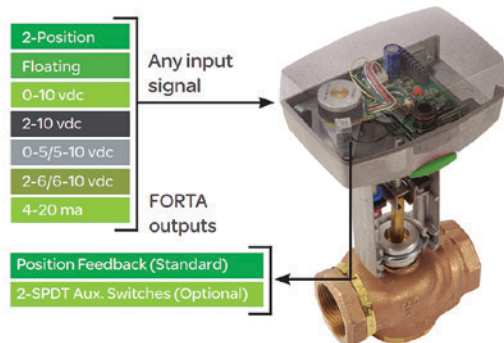 2-Position
Floating
0-10 vdc
2-10 vdc
0-5/5-10 vdc
2-6/6-10 vdc
4-20 ma
Any input
signal
FORTA
outputs
Position Feedback (Standard)
2-SPDT Aux. Switches (Optional)